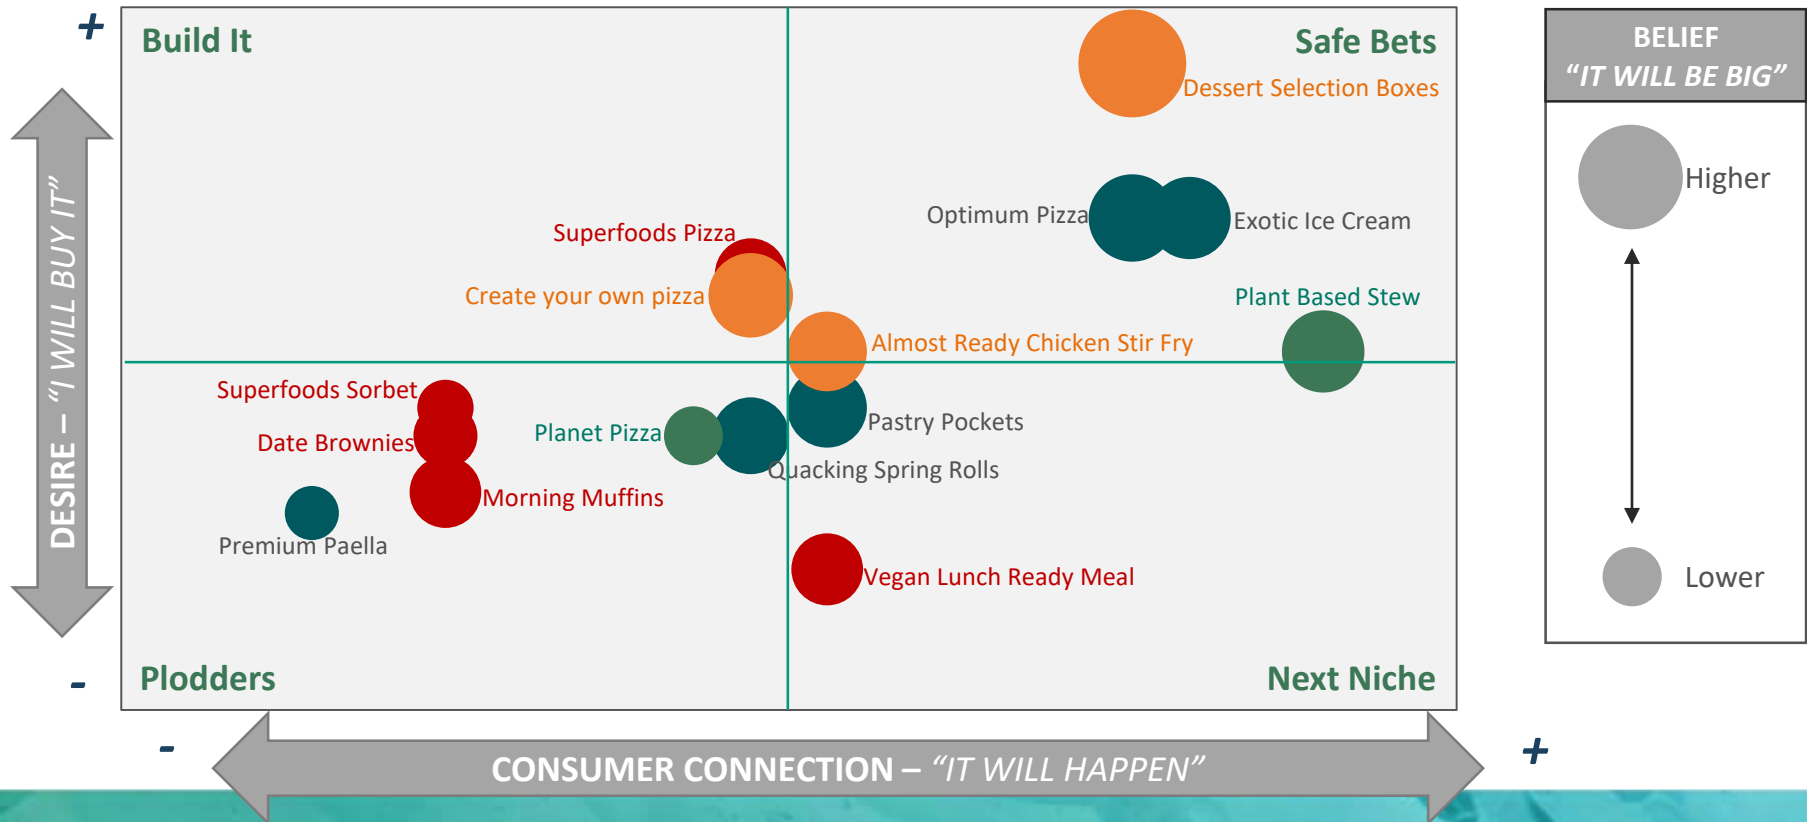 +
Build It
Safe Bets
Dessert Selection Boxes
Optimum Pizza
Exotic Ice Cream
Superfoods Pizza
Create your own pizza
Plant Based Stew
Almost Ready Chicken Stir Fry
Superfoods Sorbet
Date Brownies
Planet Pizza
Pastry Pockets
Quacking Spring Rolls
Morning Muffins
Premium Paella
Vegan Lunch Ready Meal
Plodders
Next Niche
DESIRE – “I WILL BUY IT”
-
-
CONSUMER CONNECTION – “IT WILL HAPPEN”
+
BELIEF
“IT WILL BE BIG”
Higher
Lower